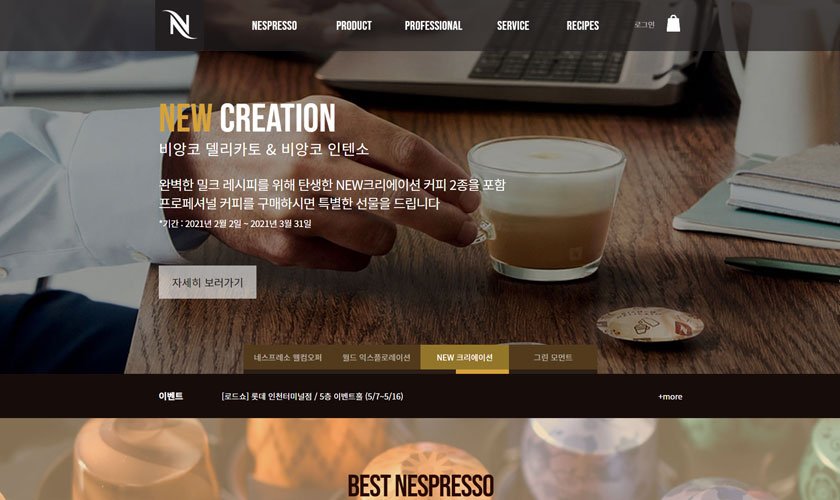 N
NESPRESSO PRODUCT PROFESSIONAL SERVICE RECIPES 로그인
NEW CREATION
비앙코 델리카토 & 비앙코 인텐소
완벽한 밀크 레시피를 위해 탄생한 NEW크리에이션 커피 2종을 포함
프로페셔널 커피를 구매하시면 특별한 선물을 드립니다
*기간 : 2021년 2월 2일 ~ 2021년 3월 31일
자세히 보러가기
네스프레소 웰컴오퍼 월드 익스플로레이션 NEW 크리에이션 그린 모먼트
이벤트 [로드쇼] 롯데 인천터미널점 / 5층 이벤트홀 (5/7~5/16) +more
BEST NESPRESSO